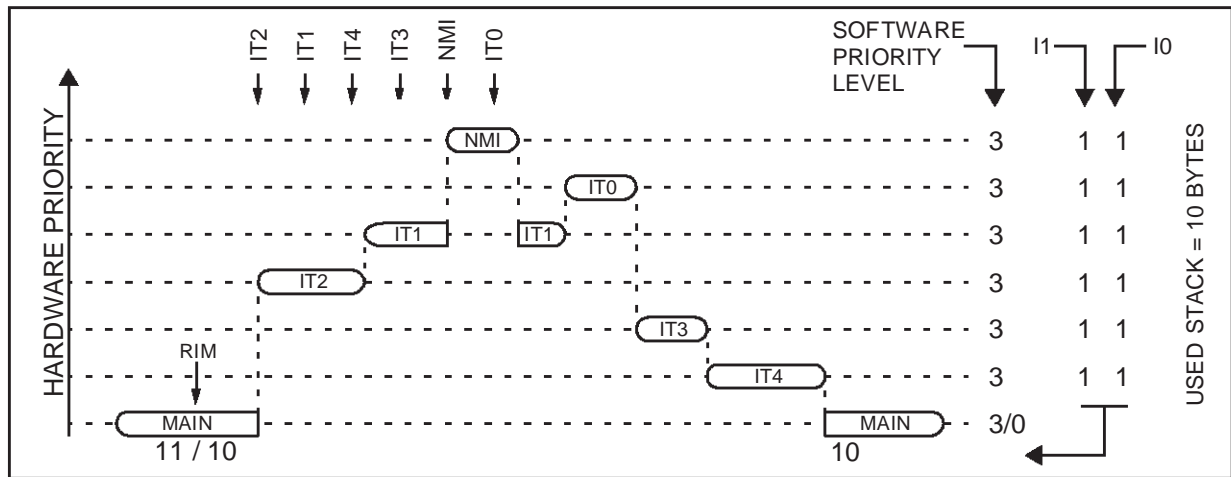 IT2
IT1
IT4
IT3
NMI
IT0
SOFTWARE
PRIORITY
LEVEL
I1
I0
HARDWARE PRIORITY
NMI
3
1 1
IT0
3
1 1
IT1
IT1
3
1 1
IT2
3
1 1
IT3
3
1 1
RIM
IT4
3
1 1
MAIN
MAIN
3/0
11 / 10
10
USED STACK = 10 BYTES